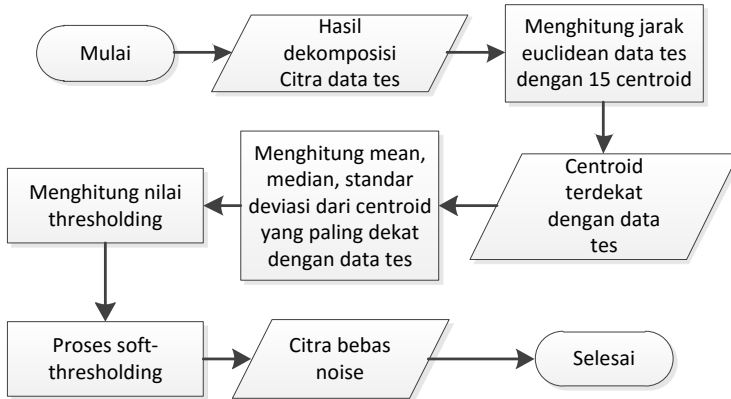 Mulai
Hasil
dekomposisi
Citra data tes
Menghitung jarak
euclidean data tes
dengan 15 centroid
Centroid
terdekat
dengan data
tes
Menghitung mean,
median, standar
deviasi dari centroid
yang paling dekat
dengan data tes
Menghitung nilai
thresholding
Proses soft-
thresholding
Citra bebas
noise
Selesai